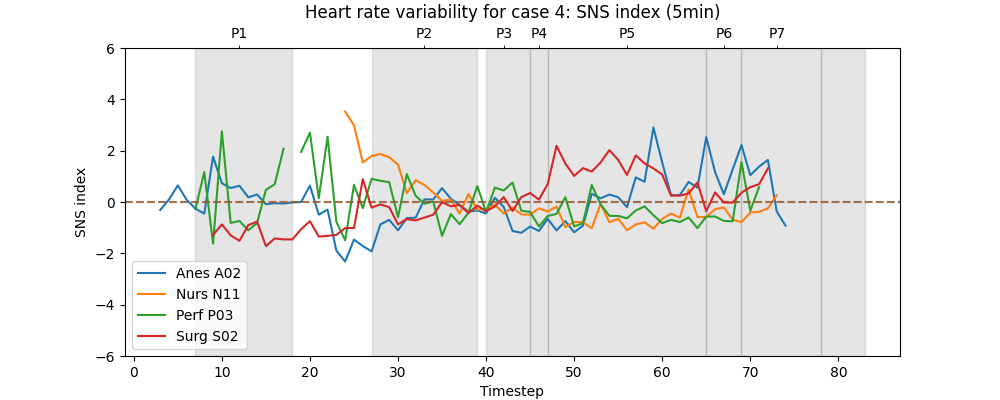 Heart rate variability for case 4: SNS index (5min)
P1 P2 P3 P4 P5 P6 P7
6
4
2
0
−2
−4
−6
SNS index
Anes A02
Nurs N11
Perf P03
Surg S02
0 10 20 30 40 50 60 70 80
Timestep